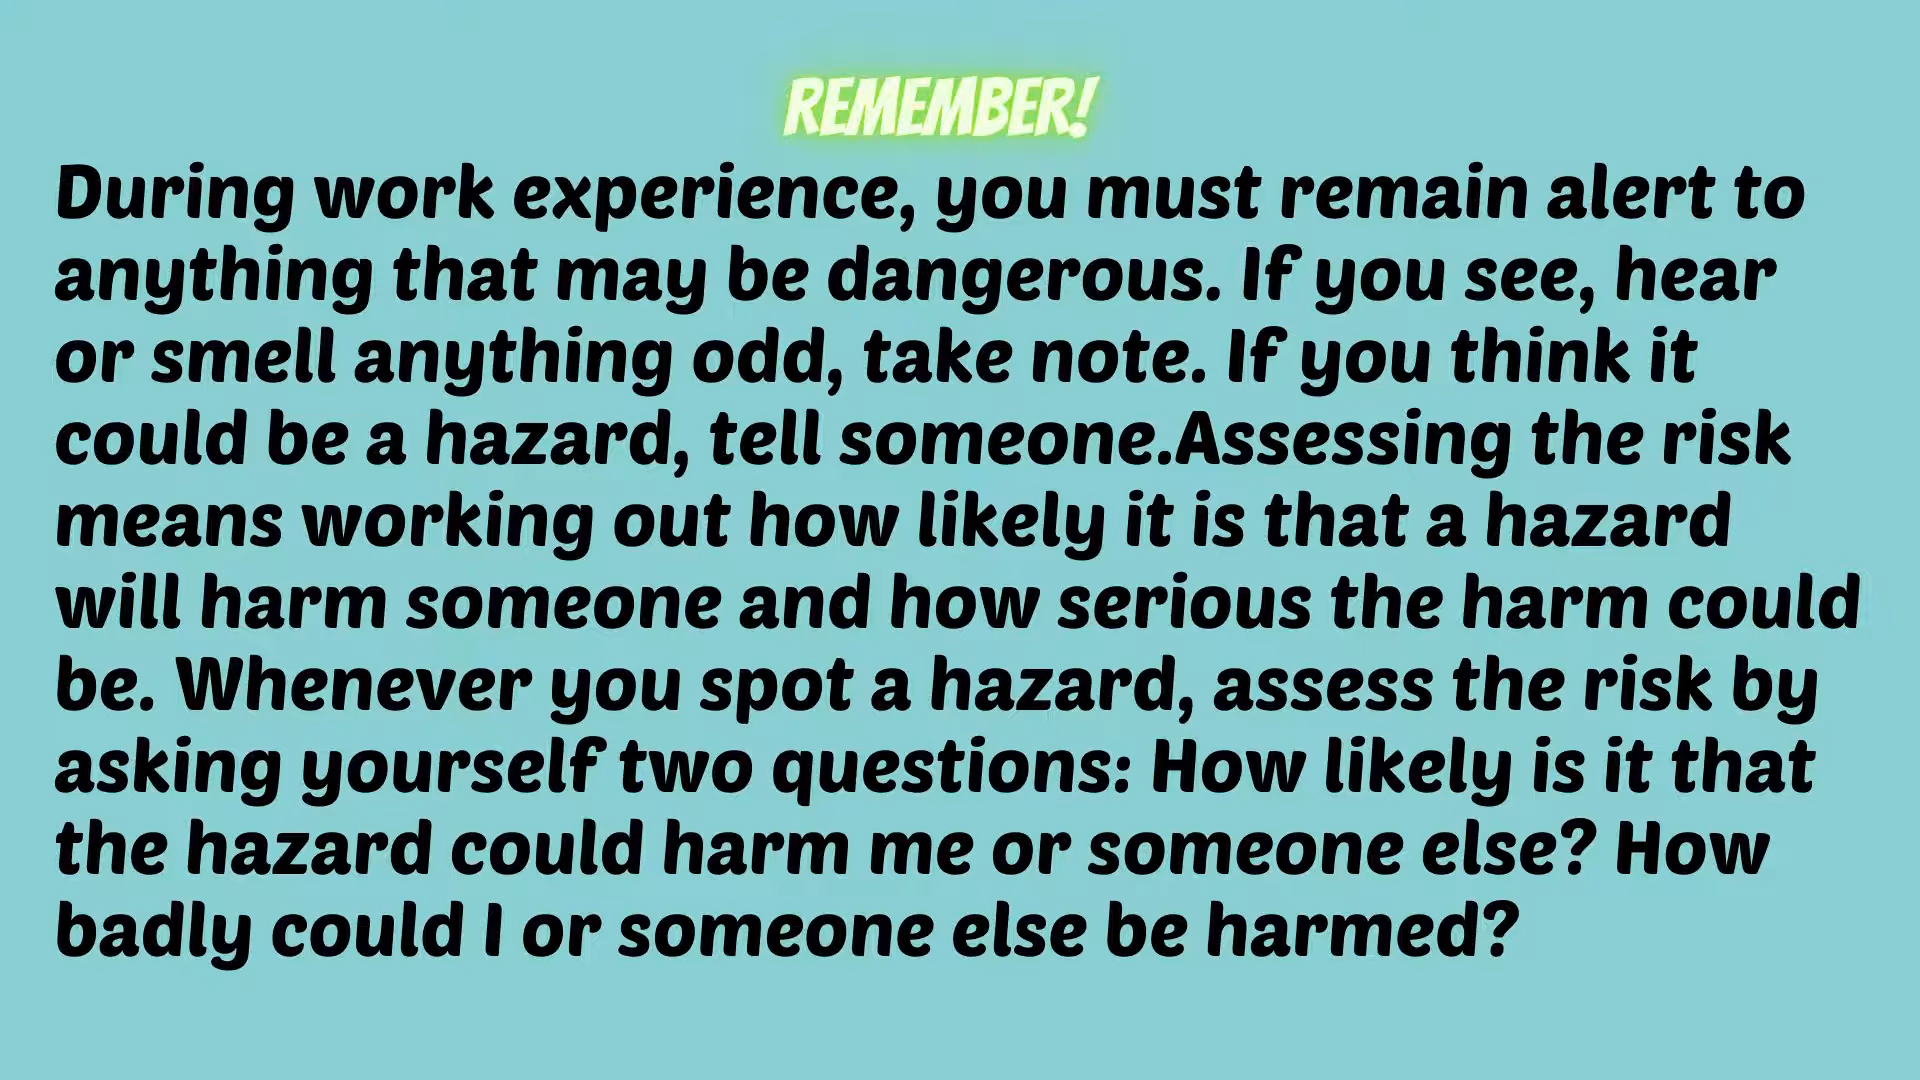 REMEMBER!
During work experience, you must remain alert to
anything that may be dangerous. If you see, hear
or smell anything odd, take note. If you think it
could be a hazard, tell someone.Assessing the risk
means working out how likely it is that a hazard
will harm someone and how serious the harm could
be. Whenever you spot a hazard, assess the risk by
asking yourself two questions: How likely is it that
the hazard could harm me or someone else? How
badly could I or someone else be harmed?